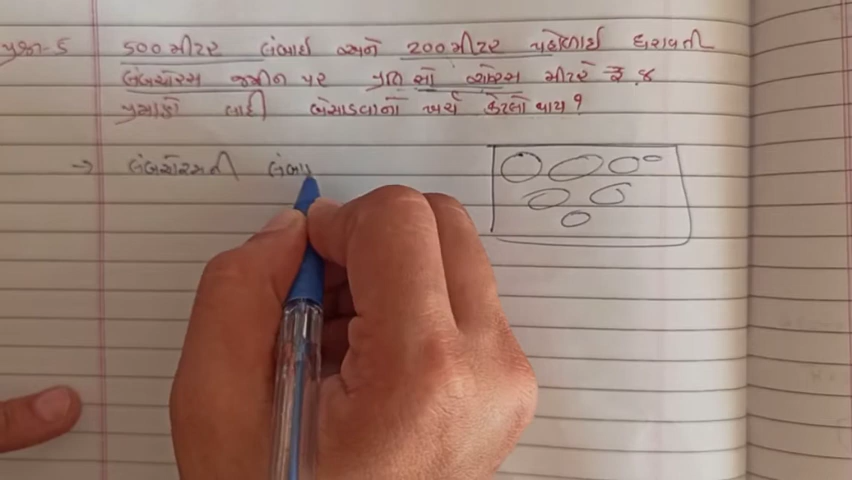 પ્રશ્ન-5 500 મીટર લંબાઇ અને 200 મીટર પહોળાઈ ધરાવતી
લંબચોરસ જમીન પર પ્રતિ સો ચોરસ મીટરે રૂ.૪
પ્રમાણે લાદી બેસાડવાનો ખર્ચ કેટલો થાય?
→ લંબચોરસની લંબા